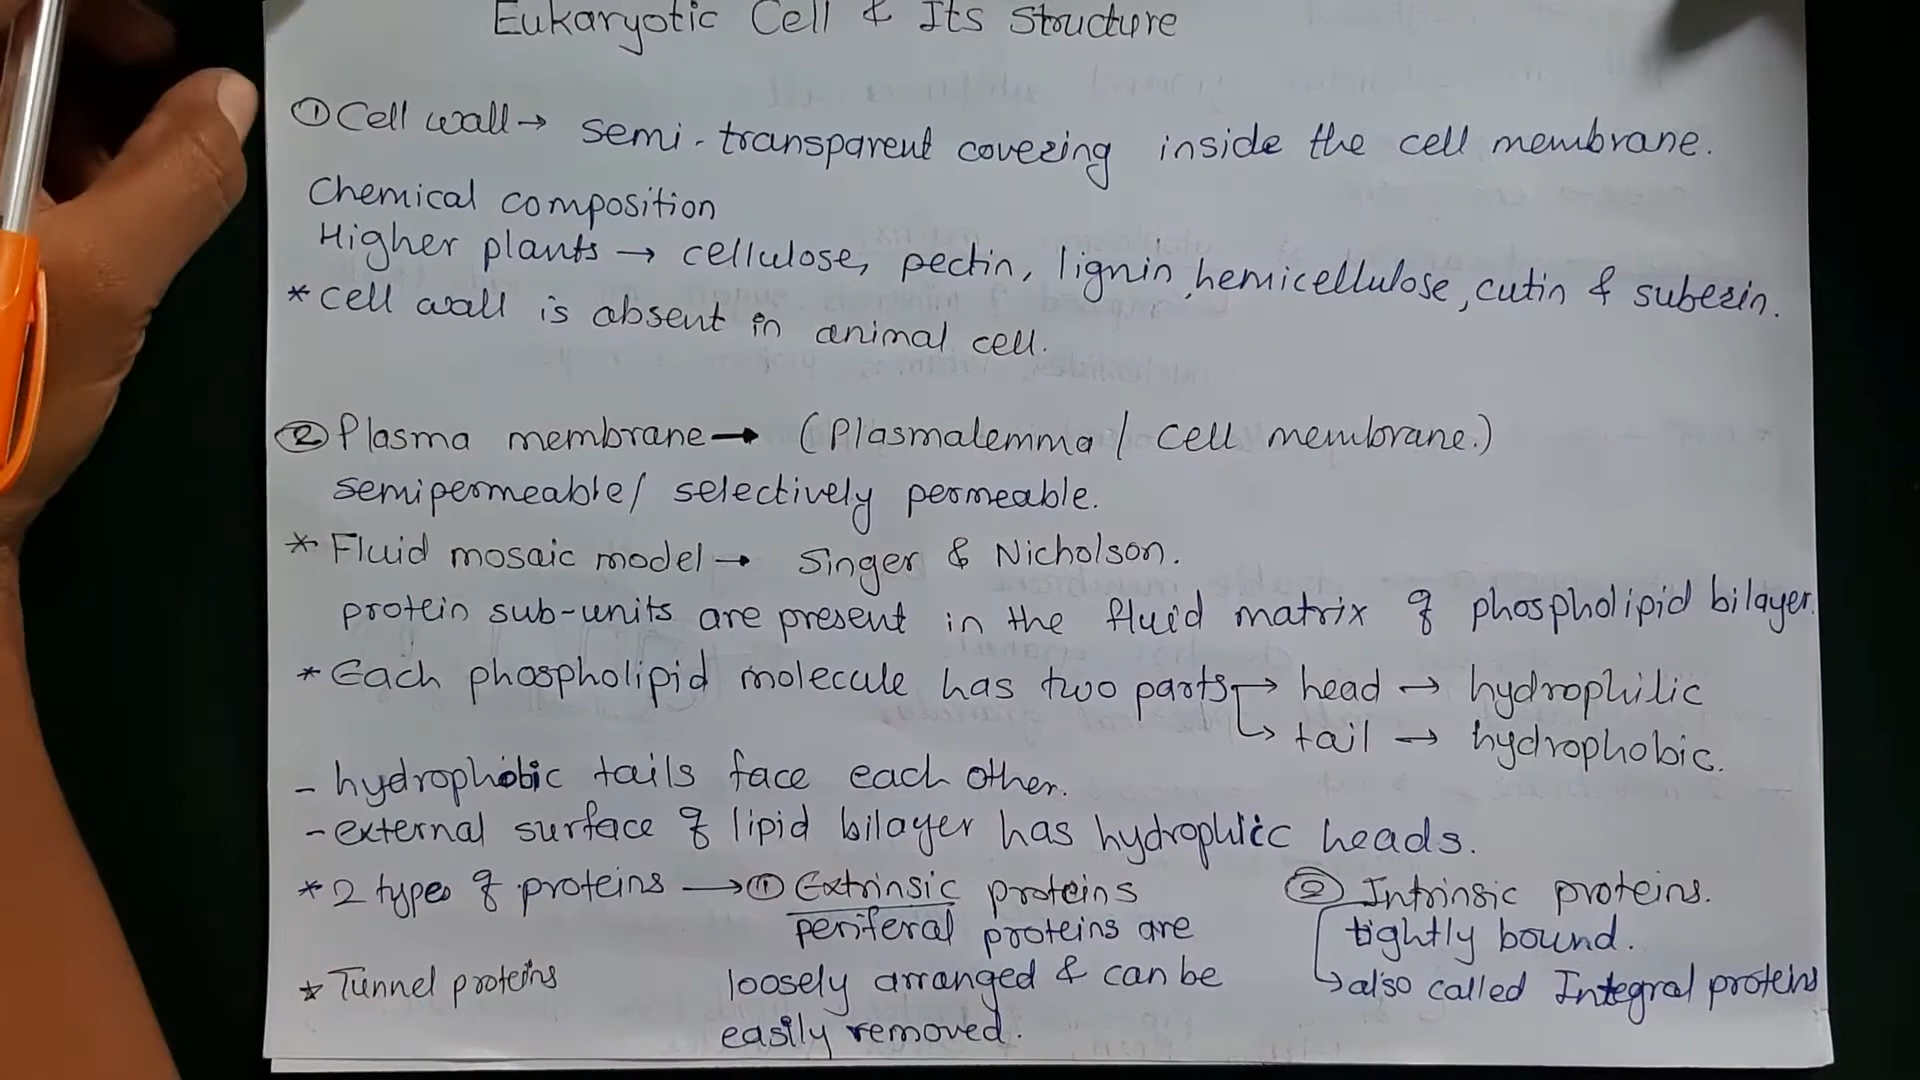 Eukaryotic Cell & Its Structure
① Cell wall → semi-transparent covering inside the cell membrane.
Chemical composition
Higher plants → cellulose, pectin, lignin, hemicellulose, cutin & suberin.
* cell wall is absent in animal cell.
② Plasma membrane → (Plasmalemma / cell membrane.)
semipermeable/ selectively permeable.
* Fluid mosaic model → Singer & Nicholson.
protein sub-units are present in the fluid matrix of phospholipid bilayer.
* Each phospholipid molecule has two parts → head → hydrophilic
↳ tail → hydrophobic.
- hydrophobic tails face each other.
- external surface of lipid bilayer has hydrophlic heads.
* 2 types of proteins → ① Extrinsic proteins ② Intrinsic proteins.
periferal proteins are tightly bound.
* Tunnel proteins loosely arranged & can be ↳ also called Integral proteins
easily removed.